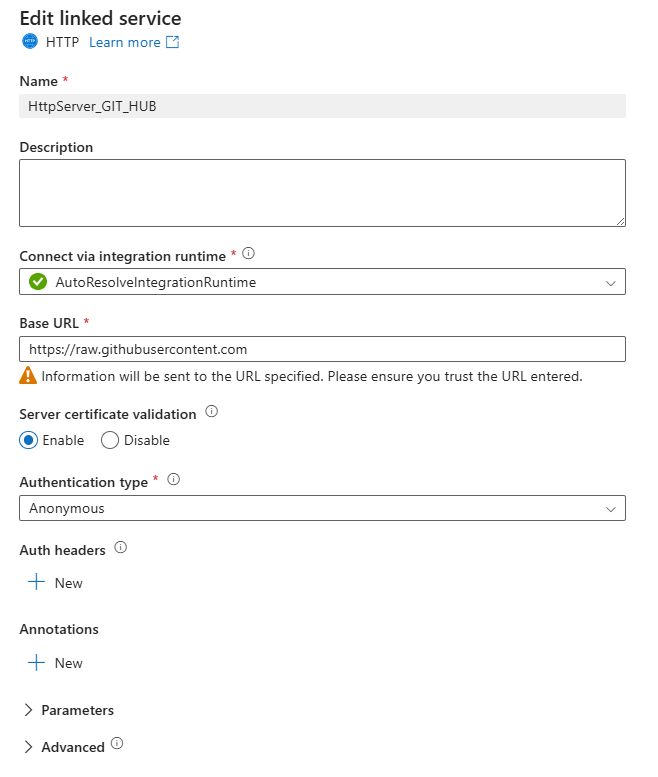 Edit linked service
HTTP Learn more
Name *
HttpServer_GIT_HUB
Description
Connect via integration runtime *
AutoResolveIntegrationRuntime
Base URL *
https://raw.githubusercontent.com
Information will be sent to the URL specified. Please ensure you trust the URL entered.
Server certificate validation
Enable Disable
Authentication type *
Anonymous
Auth headers
New
Annotations
New
Parameters
Advanced